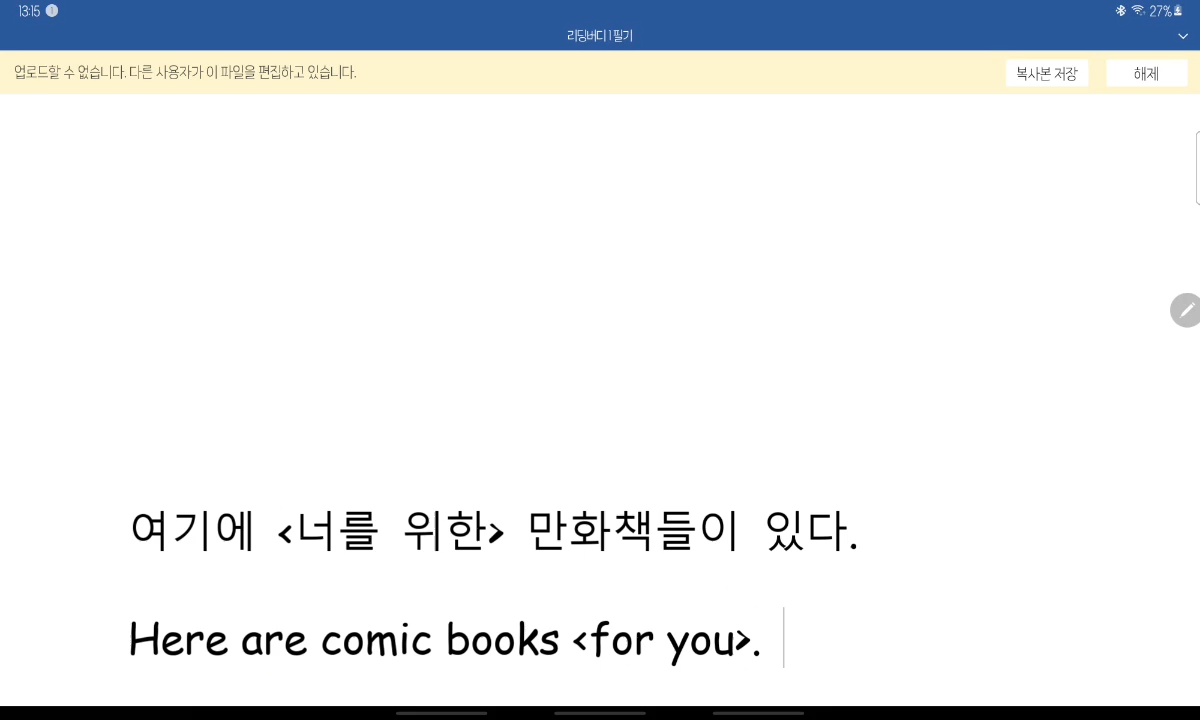 13:15
27%
리딩버디 1 필기
업로드할 수 없습니다. 다른 사용자가 이 파일을 편집하고 있습니다.
복사본 저장
해제
여기에 <너를 위한> 만화책들이 있다.
Here are comic books <for you>.